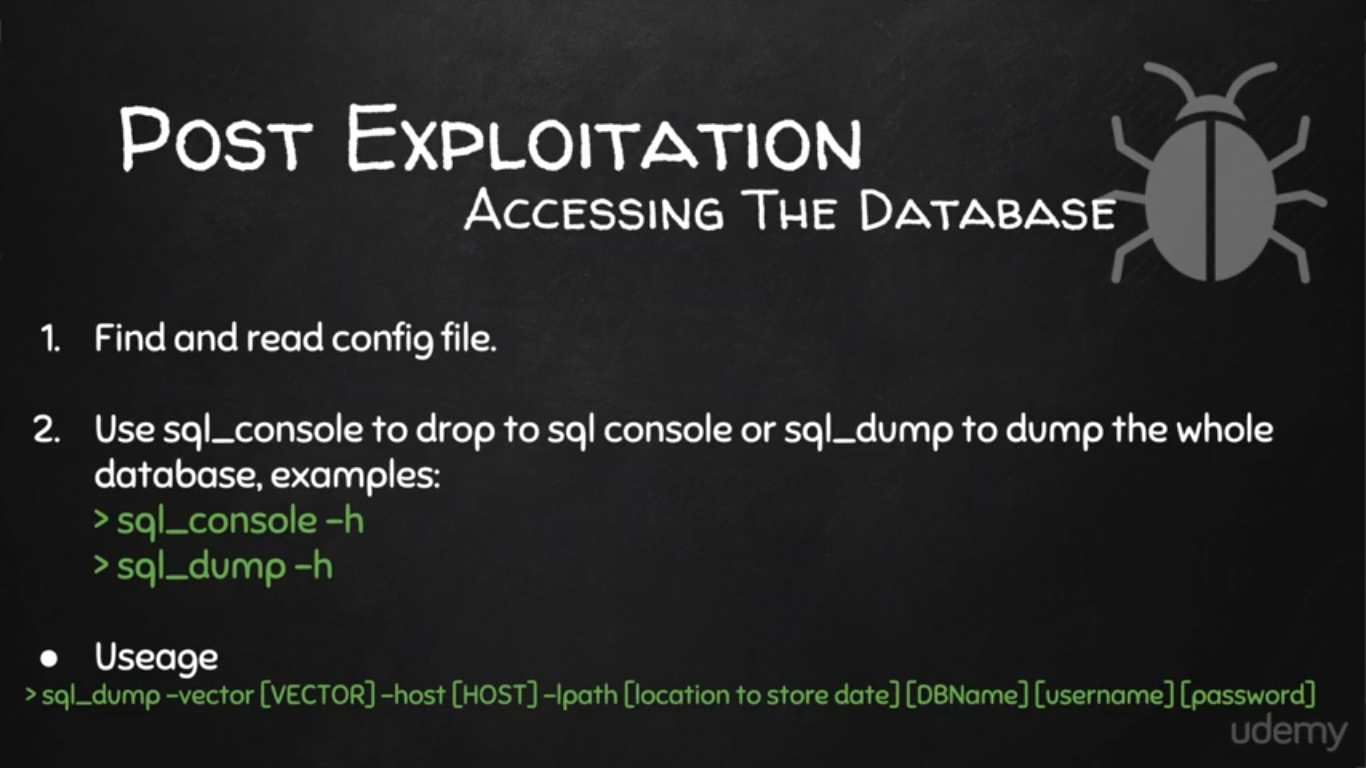 Post Exploitation
Accessing The Database
1. Find and read config file.
2. Use sql_console to drop to sql console or sql_dump to dump the whole
database, examples:
> sql_console -h
> sql_dump -h
● Useage
> sql_dump -vector [VECTOR] -host [HOST] -lpath [location to store date] [DBName] [username] [password]
udemy